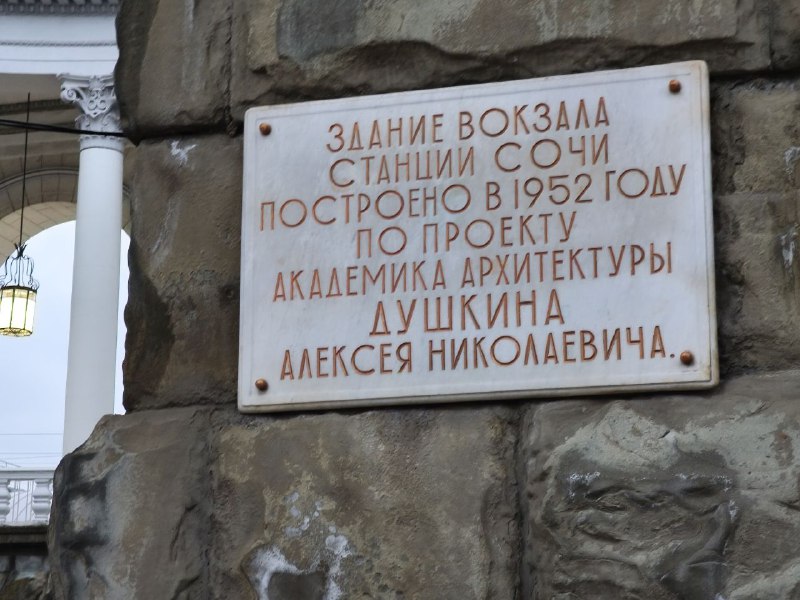 ЗДАНИЕ ВОКЗАЛА
СТАНЦИИ СОЧИ
ПОСТРОЕНО В 1952 ГОДУ
ПО ПРОЕКТУ
АКАДЕМИКА АРХИТЕКТУРЫ
ДУШКИНА
АЛЕКСЕЯ НИКОЛАЕВИЧА.